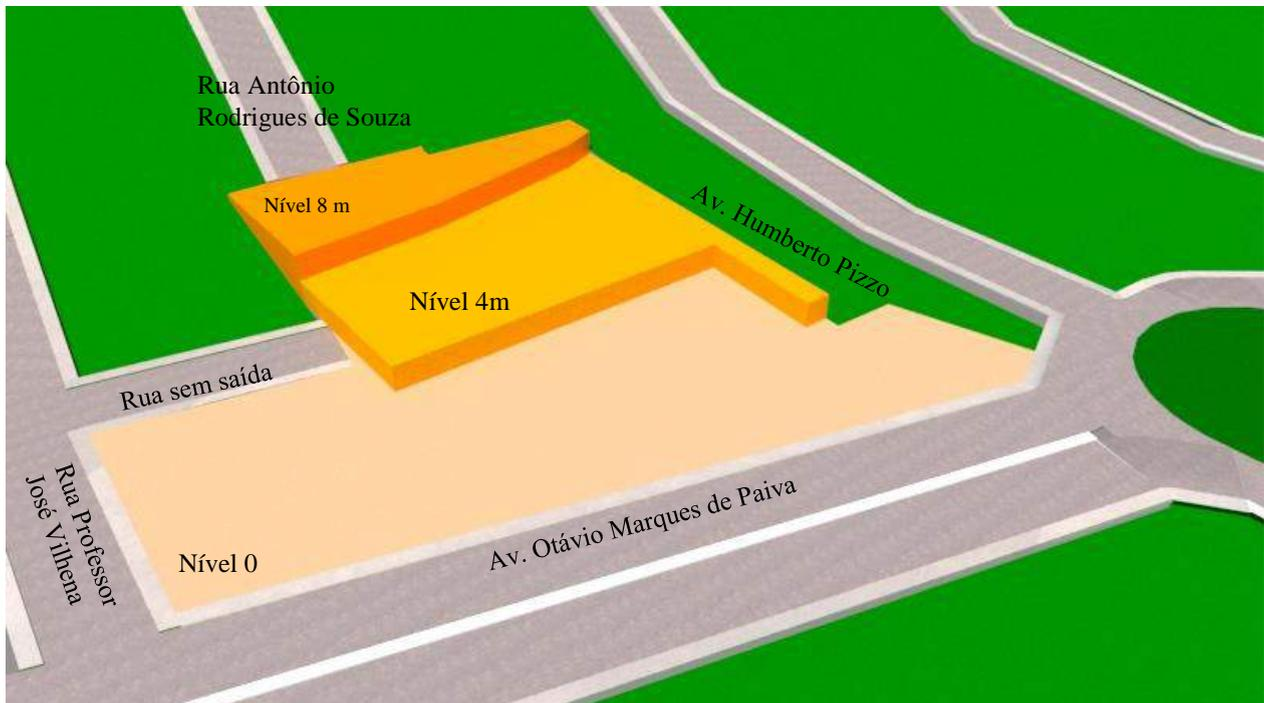 Rua Antônio
Rodrigues de Souza
Nível 8 m
Av. Humberto Pizzo
Nível 4m
Rua sem saída
Rua Professor
José Vilhena
Av. Otávio Marques de Paiva
Nível 0